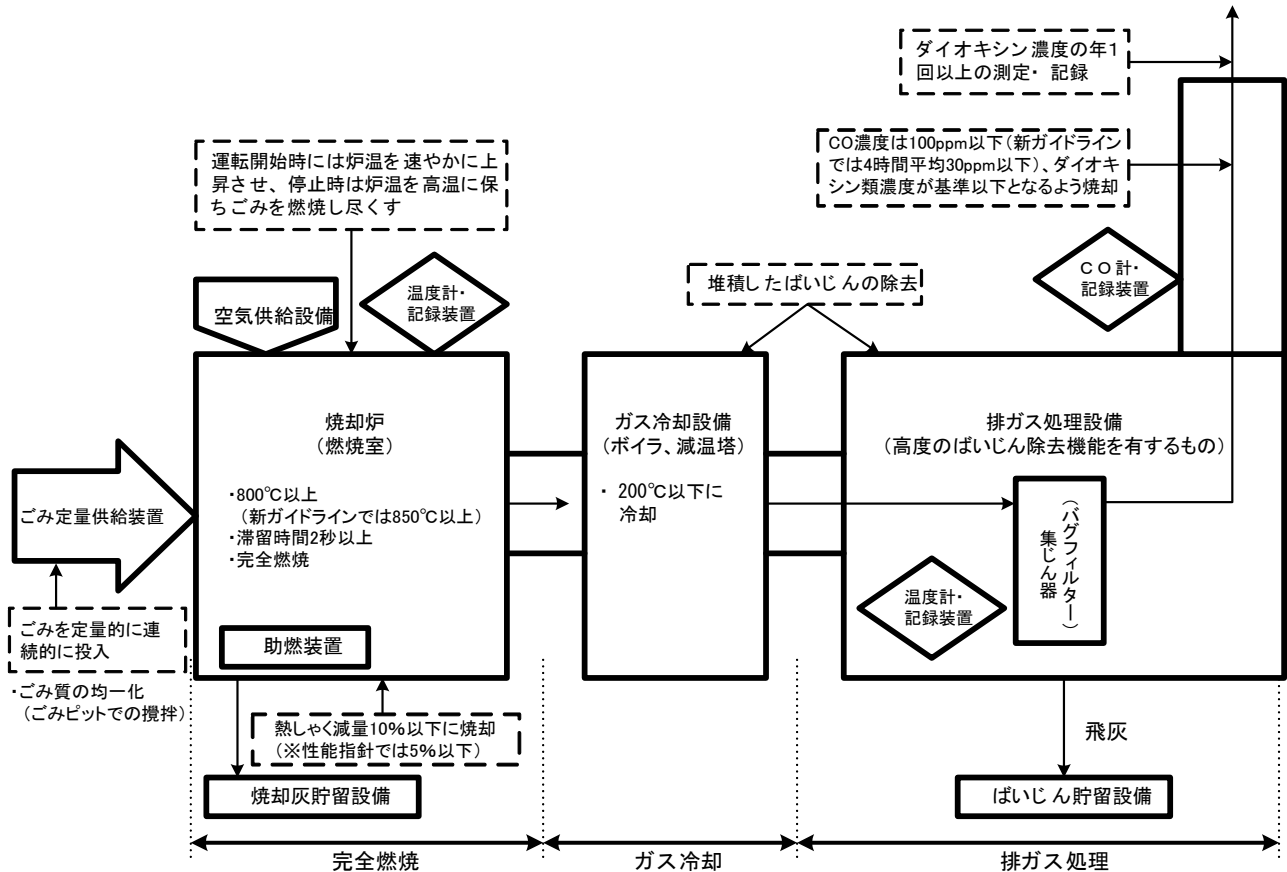 ダイオキシン濃度の年1
回以上の測定・記録
運転開始時には炉温を速やかに上
昇させ、停止時は炉温を高温に保
ちごみを燃焼し尽くす
CO濃度は100ppm以下(新ガイドライン
では4時間平均30ppm以下)、ダイオキ
シン類濃度が基準以下となるよう焼却
空気供給設備
温度計・
記録装置
堆積したばいじんの除去
CO計・
記録装置
焼却炉
(燃焼室)
・800℃以上
(新ガイドラインでは850℃以上)
・滞留時間2秒以上
・完全燃焼
助燃装置
ガス冷却設備
(ボイラ、減温塔)
・ 200℃以下に
冷却
排ガス処理設備
(高度のばいじん除去機能を有するもの)
集じん器
(バグフィルター)
温度計・
記録装置
ごみ定量供給装置
ごみを定量的に連
続的に投入
・ごみ質の均一化
(ごみピットでの攪拌)
熱しゃく減量10%以下に焼却
(※性能指針では5%以下)
飛灰
焼却灰貯留設備
ばいじん貯留設備
完全燃焼
ガス冷却
排ガス処理